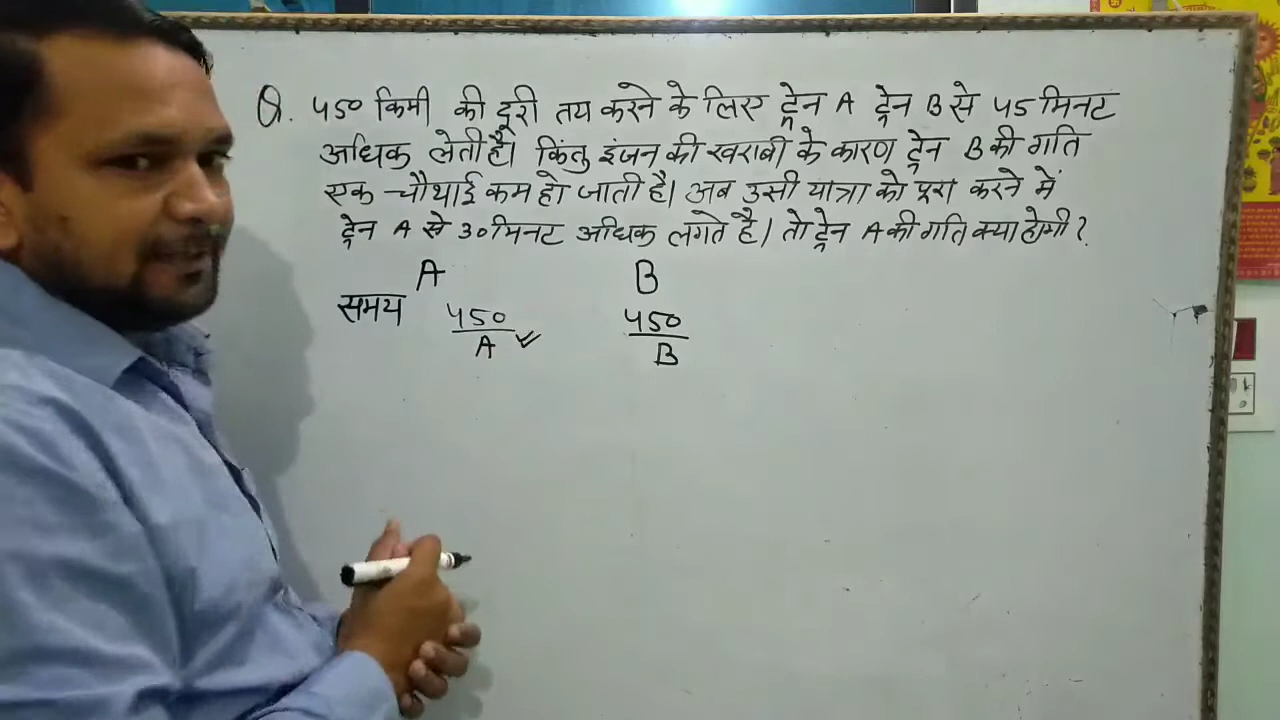 Q. 450 किमी की दूरी तय करने के लिए ट्रेन A ट्रेन B से 45 मिनट
अधिक लेती है। किंतु इंजन की खराबी के कारण ट्रेन B की गति
एक-चौथाई कम हो जाती है। अब उसी यात्रा को पूरा करने में
ट्रेन A से 30 मिनट अधिक लगते है। तो ट्रेन A की गति क्या होगी?
A B
समय 450/A 450/B